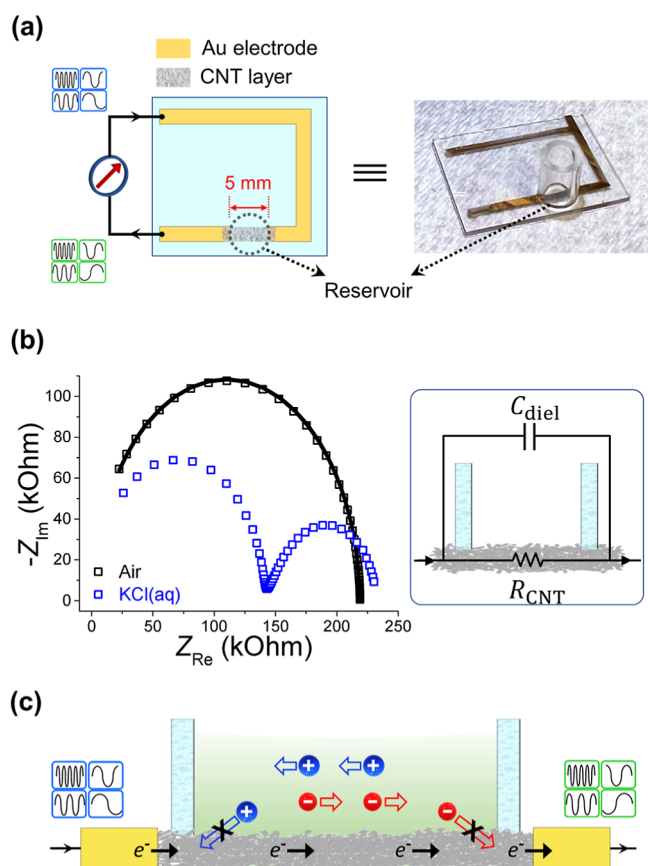 (a)
Au electrode
CNT layer
5 mm
Reservoir
(b)
-Z_Im (kOhm)
100
80
60
40
20
0
Air
KCl(aq)
0 50 100 150 200 250
Z_Re (kOhm)
C_diel
R_CNT
(c)
+ +
- - 
+ -
e⁻ e⁻ e⁻ e⁻